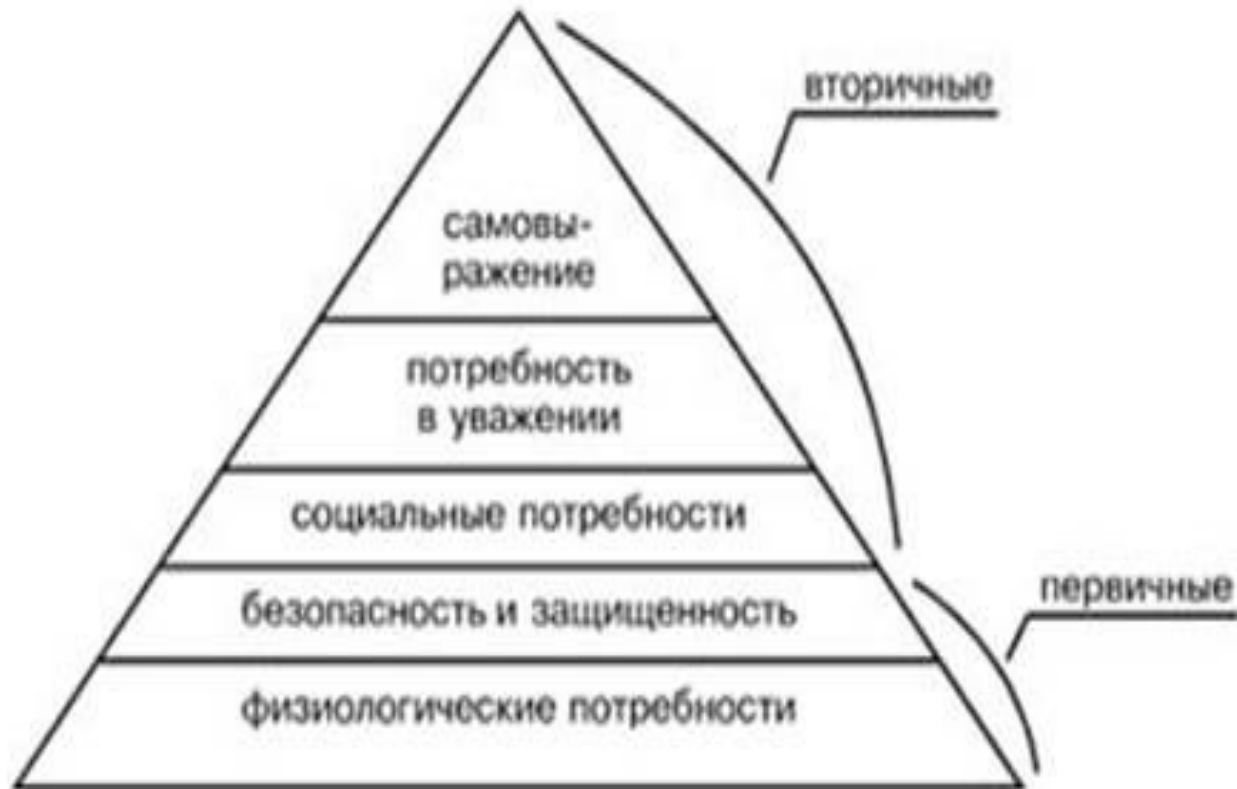 вторичные
самовы-
ражение
потребность
в уважении
социальные потребности
первичные
безопасность и защищенность
физиологические потребности